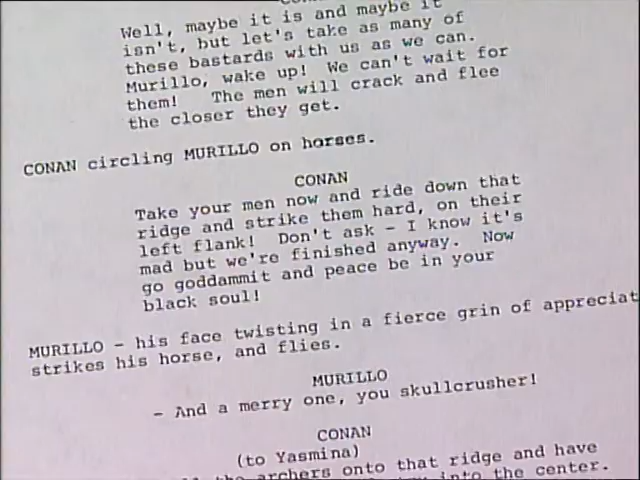 Well, maybe it is and maybe it
isn't, but let's take as many of
these bastards with us as we can.
Murillo, wake up! We can't wait for
them! The men will crack and flee
the closer they get.
CONAN circling MURILLO on horses.
CONAN
Take your men now and ride down that
ridge and strike them hard, on their
left flank! Don't ask - I know it's
mad but we're finished anyway. Now
go goddammit and peace be in your
black soul!
MURILLO - his face twisting in a fierce grin of appreciat
strikes his horse, and flies.
MURILLO
- And a merry one, you skullcrusher!
CONAN
(to Yasmina)
the archers onto that ridge and have
into the center.